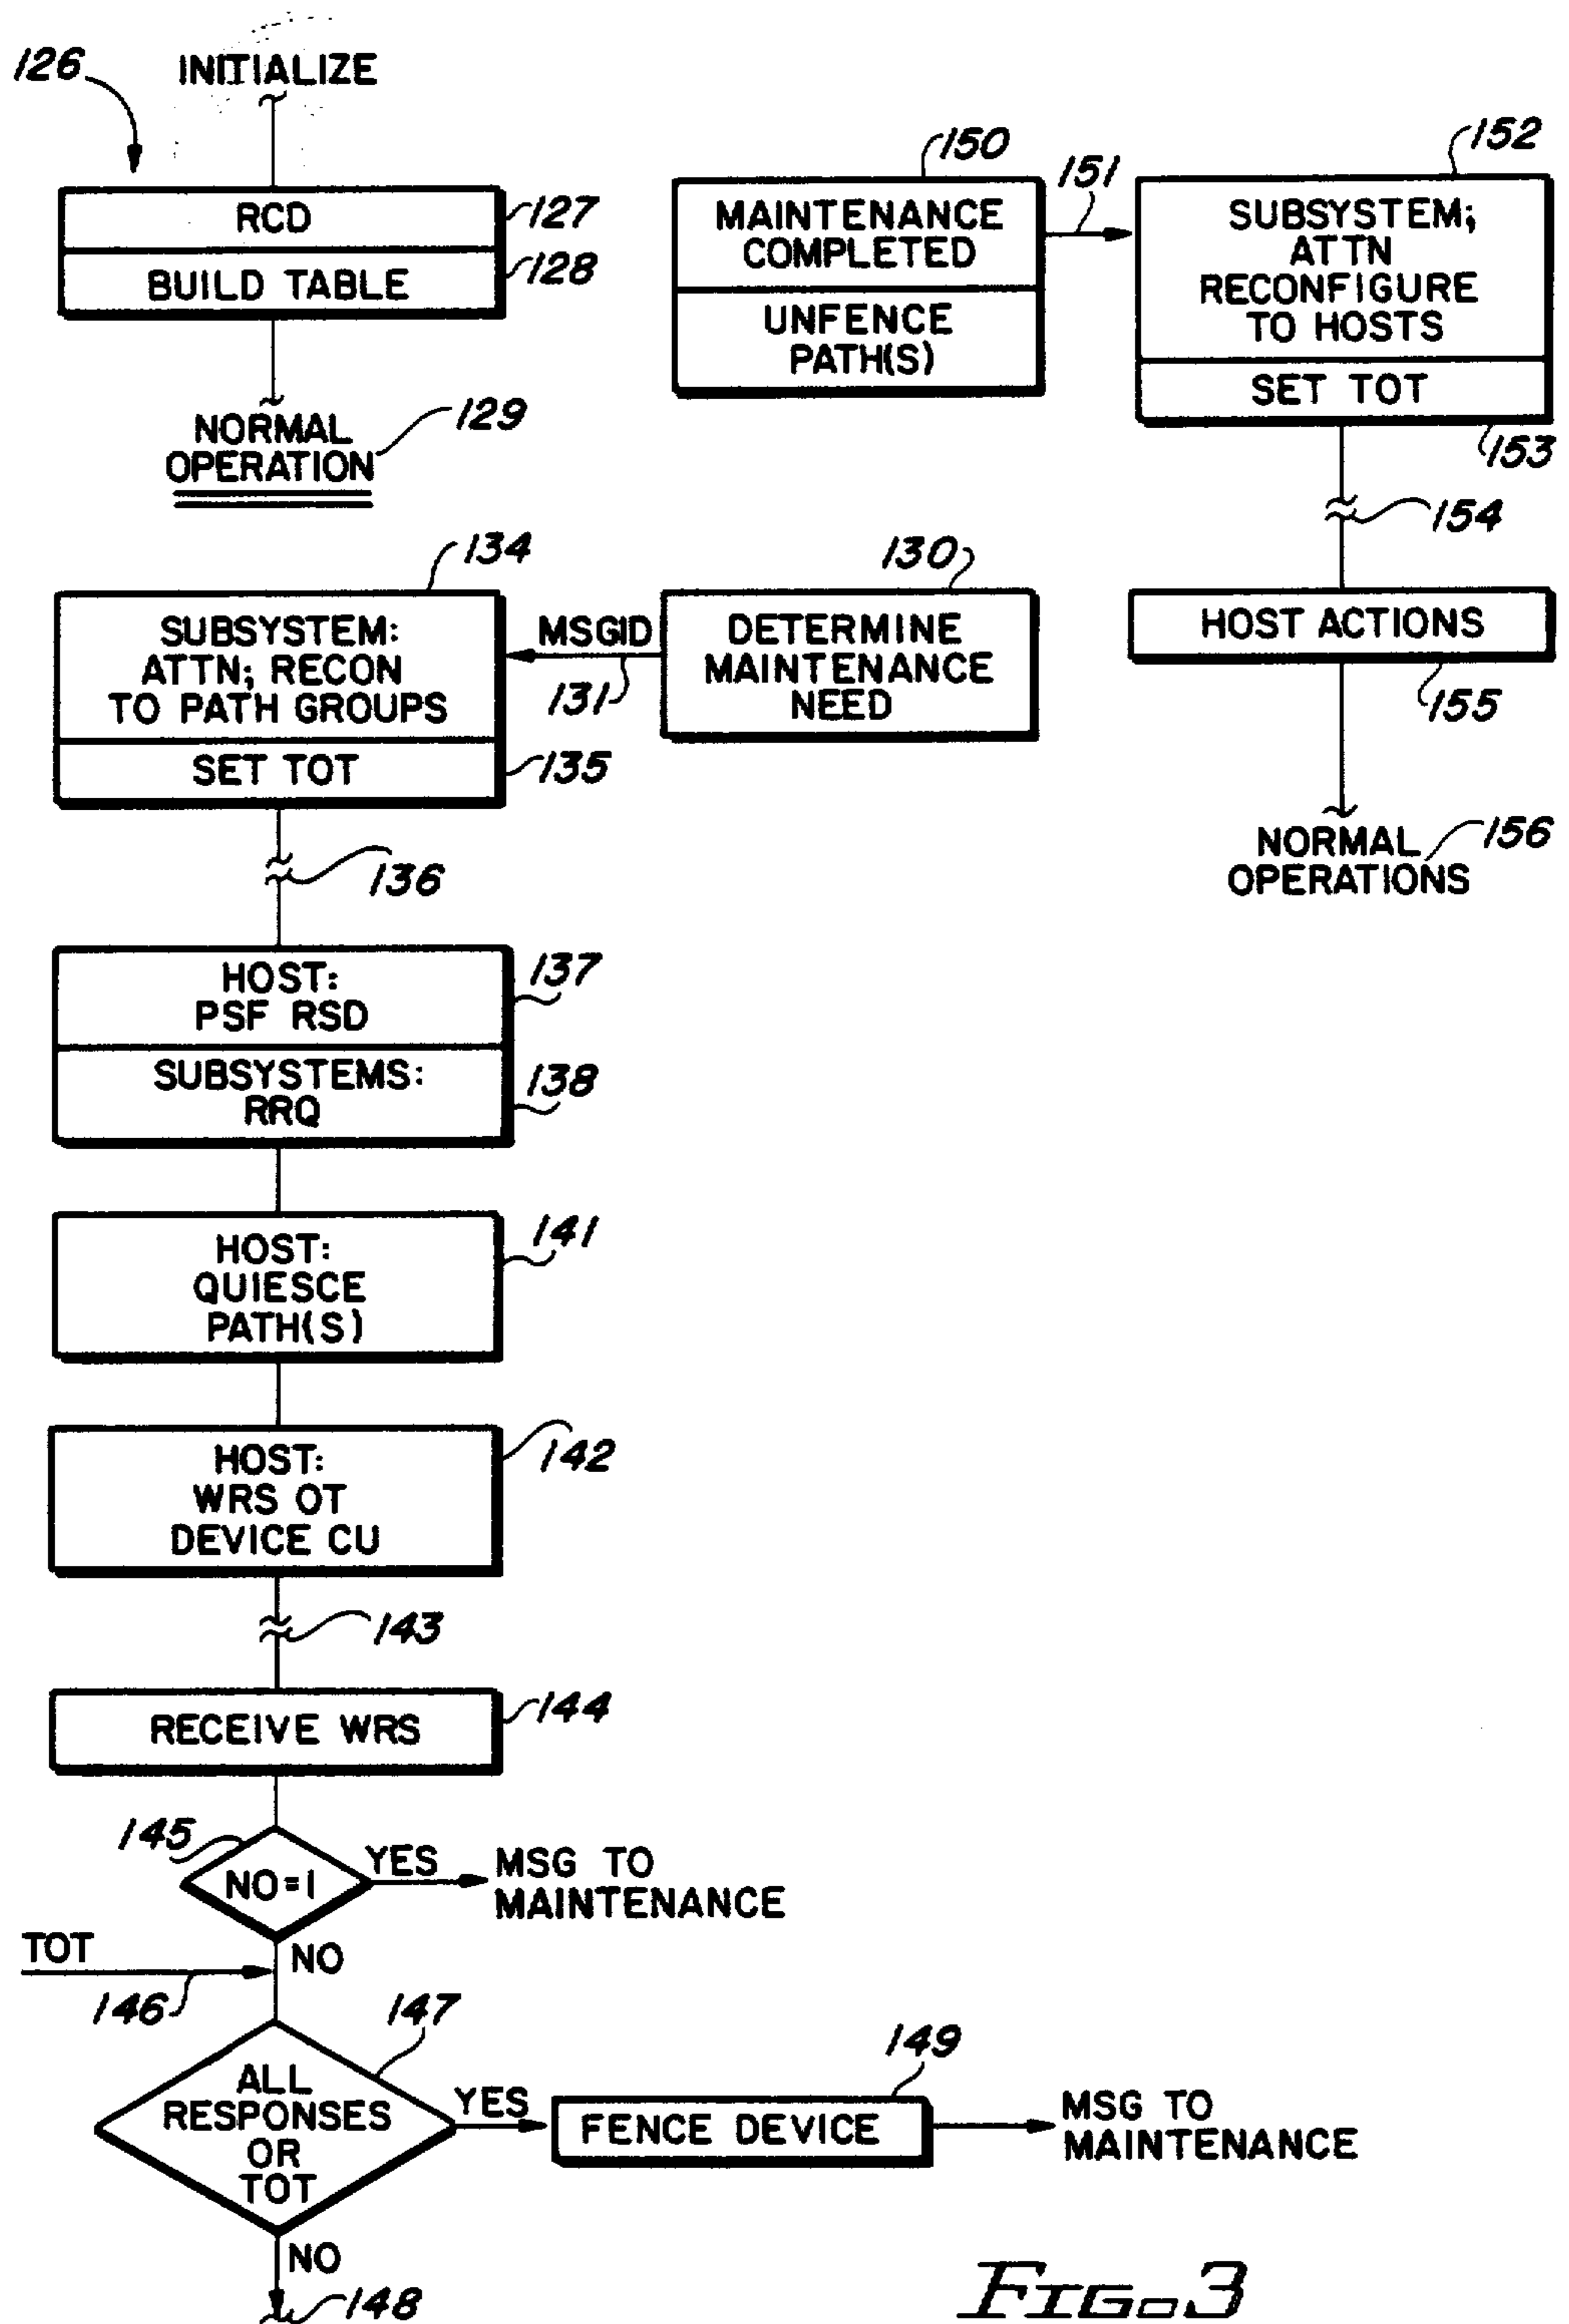 126
INITIALIZE
RCD
127
BUILD TABLE
128
NORMAL
OPERATION
129
150
MAINTENANCE
COMPLETED
UNFENCE
PATH(S)
151
152
SUBSYSTEM;
ATTN
RECONFIGURE
TO HOSTS
SET TOT
153
154
HOST ACTIONS
155
NORMAL
OPERATIONS
156
134
SUBSYSTEM:
ATTN; RECON
TO PATH GROUPS
SET TOT
135
MSGID
131
130
DETERMINE
MAINTENANCE
NEED
136
HOST:
PSF RSD
137
SUBSYSTEMS:
RRQ
138
HOST:
QUIESCE
PATH(S)
141
HOST:
WRS OT
DEVICE CU
142
143
RECEIVE WRS
144
145
NO=1
YES
MSG TO
MAINTENANCE
NO
TOT
146
147
ALL
RESPONSES
OR
TOT
YES
149
FENCE DEVICE
MSG TO
MAINTENANCE
NO
148
FIG. 3